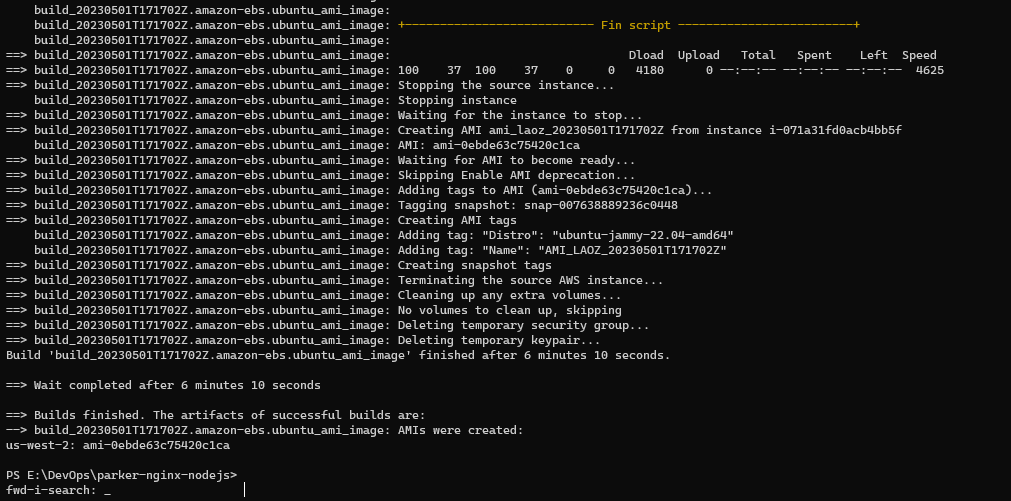 build_20230501T171702Z.amazon-ebs.ubuntu_ami_image:
    build_20230501T171702Z.amazon-ebs.ubuntu_ami_image: +--------------------------- Fin script -------------------------+
    build_20230501T171702Z.amazon-ebs.ubuntu_ami_image:
==> build_20230501T171702Z.amazon-ebs.ubuntu_ami_image:                                  Dload  Upload   Total   Spent    Left  Speed
==> build_20230501T171702Z.amazon-ebs.ubuntu_ami_image: 100    37  100    37    0     0   4180      0 --:--:-- --:--:-- --:--:--  4625
==> build_20230501T171702Z.amazon-ebs.ubuntu_ami_image: Stopping the source instance...
    build_20230501T171702Z.amazon-ebs.ubuntu_ami_image: Stopping instance
==> build_20230501T171702Z.amazon-ebs.ubuntu_ami_image: Waiting for the instance to stop...
==> build_20230501T171702Z.amazon-ebs.ubuntu_ami_image: Creating AMI ami_laoz_20230501T171702Z from instance i-071a31fd0acb4bb5f
    build_20230501T171702Z.amazon-ebs.ubuntu_ami_image: AMI: ami-0ebde63c75420c1ca
==> build_20230501T171702Z.amazon-ebs.ubuntu_ami_image: Waiting for AMI to become ready...
==> build_20230501T171702Z.amazon-ebs.ubuntu_ami_image: Skipping Enable AMI deprecation...
==> build_20230501T171702Z.amazon-ebs.ubuntu_ami_image: Adding tags to AMI (ami-0ebde63c75420c1ca)...
==> build_20230501T171702Z.amazon-ebs.ubuntu_ami_image: Tagging snapshot: snap-007638889236c0448
==> build_20230501T171702Z.amazon-ebs.ubuntu_ami_image: Creating AMI tags
    build_20230501T171702Z.amazon-ebs.ubuntu_ami_image: Adding tag: "Distro": "ubuntu-jammy-22.04-amd64"
    build_20230501T171702Z.amazon-ebs.ubuntu_ami_image: Adding tag: "Name": "AMI_LAOZ_20230501T171702Z"
==> build_20230501T171702Z.amazon-ebs.ubuntu_ami_image: Creating snapshot tags
==> build_20230501T171702Z.amazon-ebs.ubuntu_ami_image: Terminating the source AWS instance...
==> build_20230501T171702Z.amazon-ebs.ubuntu_ami_image: Cleaning up any extra volumes...
==> build_20230501T171702Z.amazon-ebs.ubuntu_ami_image: No volumes to clean up, skipping
==> build_20230501T171702Z.amazon-ebs.ubuntu_ami_image: Deleting temporary security group...
==> build_20230501T171702Z.amazon-ebs.ubuntu_ami_image: Deleting temporary keypair...
Build 'build_20230501T171702Z.amazon-ebs.ubuntu_ami_image' finished after 6 minutes 10 seconds.
==> Wait completed after 6 minutes 10 seconds
==> Builds finished. The artifacts of successful builds are:
--> build_20230501T171702Z.amazon-ebs.ubuntu_ami_image: AMIs were created:
us-west-2: ami-0ebde63c75420c1ca
PS E:\DevOps\parker-nginx-nodejs>
fwd-i-search: _